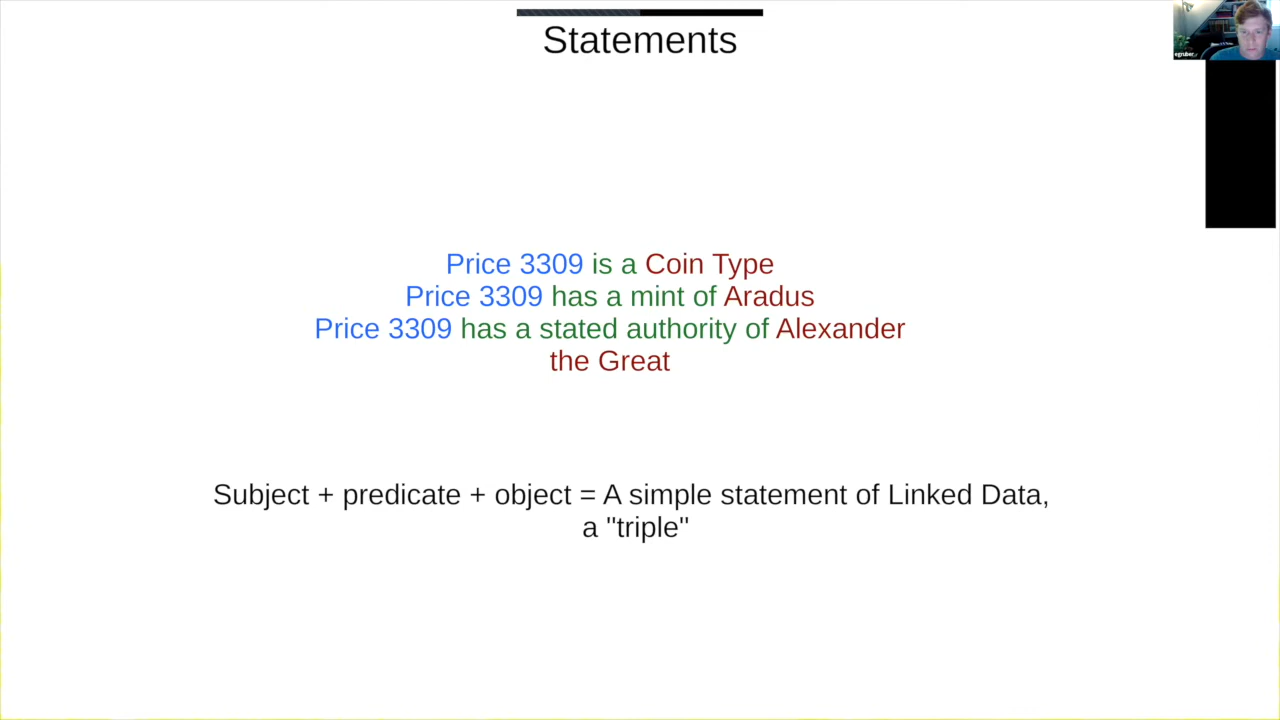 Statements
egruber
Price 3309 is a Coin Type
Price 3309 has a mint of Aradus
Price 3309 has a stated authority of Alexander
the Great
Subject + predicate + object = A simple statement of Linked Data,
a "triple"